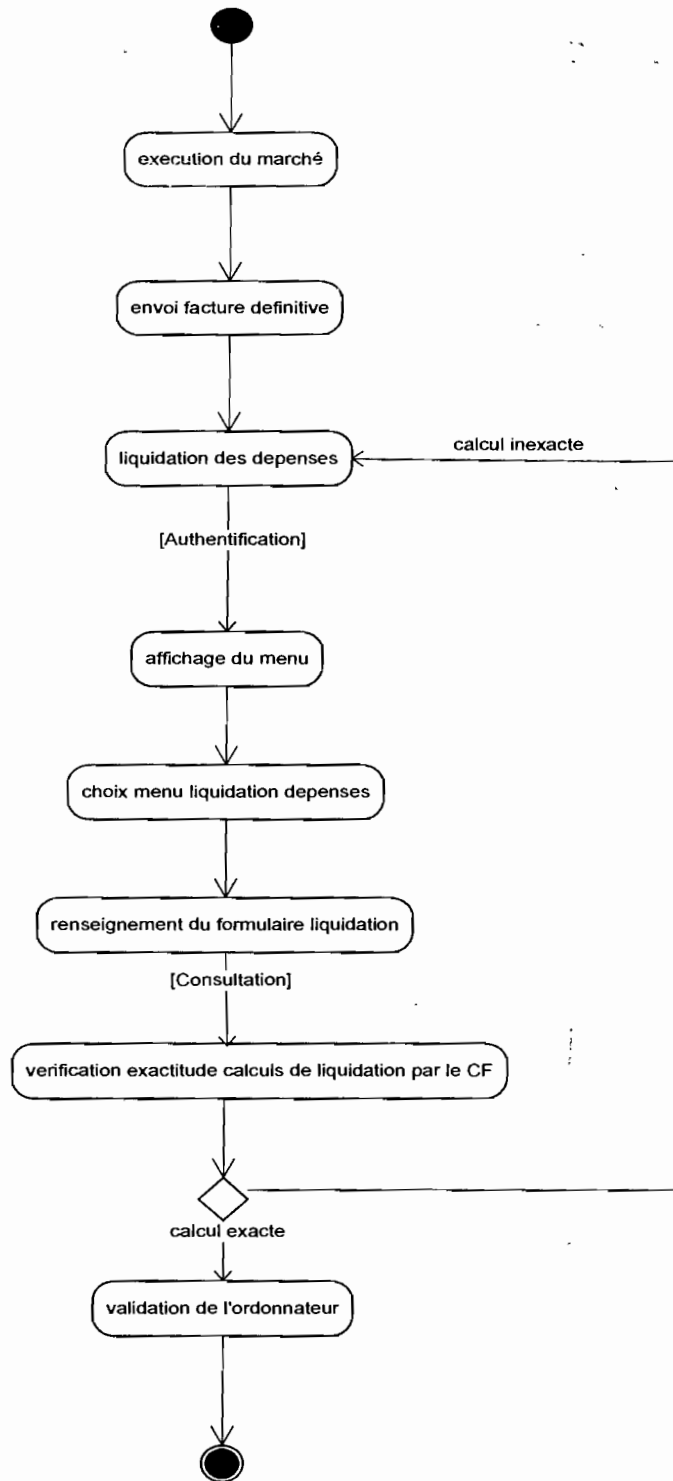 execution du marché
envoi facture definitive
liquidation des depenses
calcul inexacte
[Authentification]
affichage du menu
choix menu liquidation depenses
renseignement du formulaire liquidation
[Consultation]
verification exactitude calculs de liquidation par le CF
calcul exacte
validation de l'ordonnateur